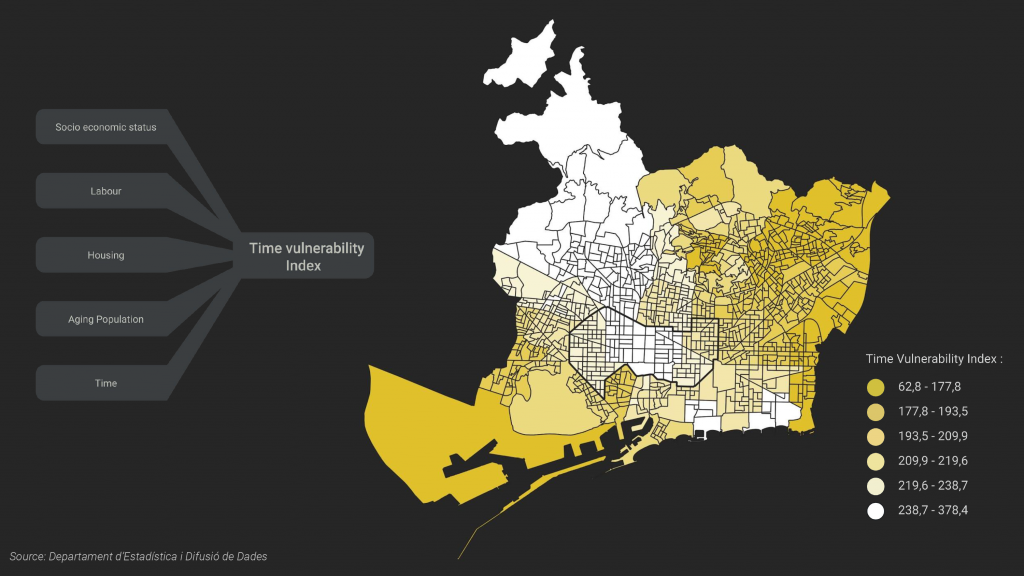 Socio economic status
Labour
Housing
Aging Population
Time
Time vulnerability
Index
Time Vulnerability Index :
62,8 - 177,8
177,8 - 193,5
193,5 - 209,9
209,9 - 219,6
219,6 - 238,7
238,7 - 378,4
Source: Departament d'Estadística i Difusió de Dades